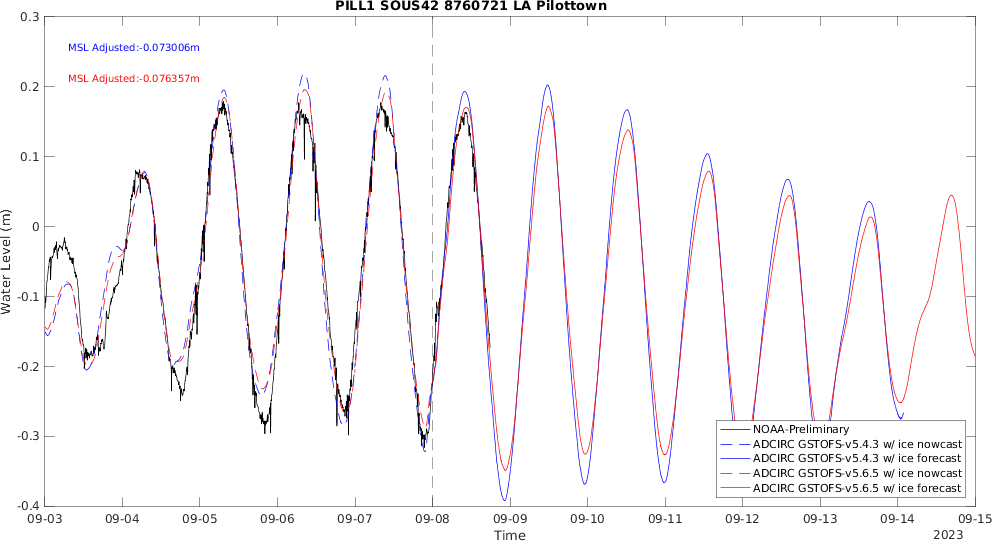 PILL1 SOUS42 8760721 LA Pilottown
MSL Adjusted:-0.073006m
MSL Adjusted:-0.076357m
Water Level (m)
0.3
0.2
0.1
0
-0.1
-0.2
-0.3
-0.4
NOAA-Preliminary
ADCIRC GSTOFS-v5.4.3 w/ ice nowcast
ADCIRC GSTOFS-v5.4.3 w/ ice forecast
ADCIRC GSTOFS-v5.6.5 w/ ice nowcast
ADCIRC GSTOFS-v5.6.5 w/ ice forecast
09-03 09-04 09-05 09-06 09-07 09-08 09-09 09-10 09-11 09-12 09-13 09-14 09-15
Time
2023